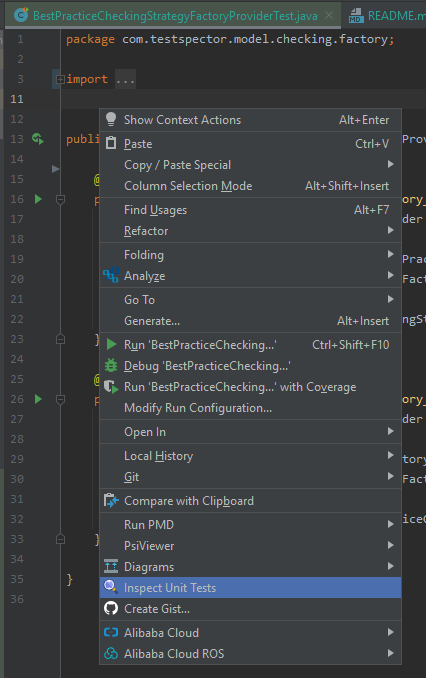 BestPracticeCheckingStrategyFactoryProviderTest.java README.m
1 package com.testspector.model.checking.factory;
2
3 import ...
11
12 Show Context Actions Alt+Enter
13 publi Paste Ctrl+V Prov
Copy / Paste Special
15 @ Column Selection Mode Alt+Shift+Insert
16 p Find Usages Alt+F7 ory_
17 Refactor der
18
19 Folding Prac
20 Analyze Fact
21 Go To
22 Generate... Alt+Insert ngSt
23 } Run 'BestPracticeChecking...' Ctrl+Shift+F10
24 Debug 'BestPracticeChecking...'
25 @ Run 'BestPracticeChecking...' with Coverage
26 p Modify Run Configuration... ory_
27 Open In der
28
29 Local History tory
30 Git Fact
31 Compare with Clipboard
32 Run PMD iceC
33 } PsiViewer
34 Diagrams
35 } Inspect Unit Tests
36 Create Gist...
Alibaba Cloud
Alibaba Cloud ROS